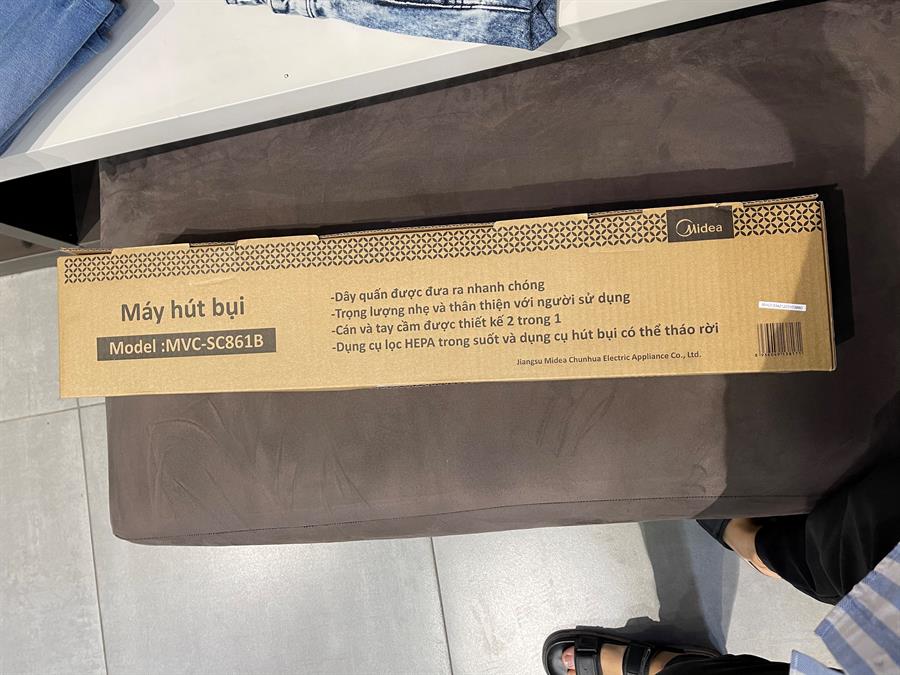 Midea
Máy hút bụi
Model :MVC-SC861B
-Dây quấn được đưa ra nhanh chóng
-Trọng lượng nhẹ và thân thiện với người sử dụng
-Cán và tay cầm được thiết kế 2 trong 1
-Dụng cụ lọc HEPA trong suốt và dụng cụ hút bụi có thể tháo rời
Jiangsu Midea Chunhua Electric Appliance Co., Ltd.